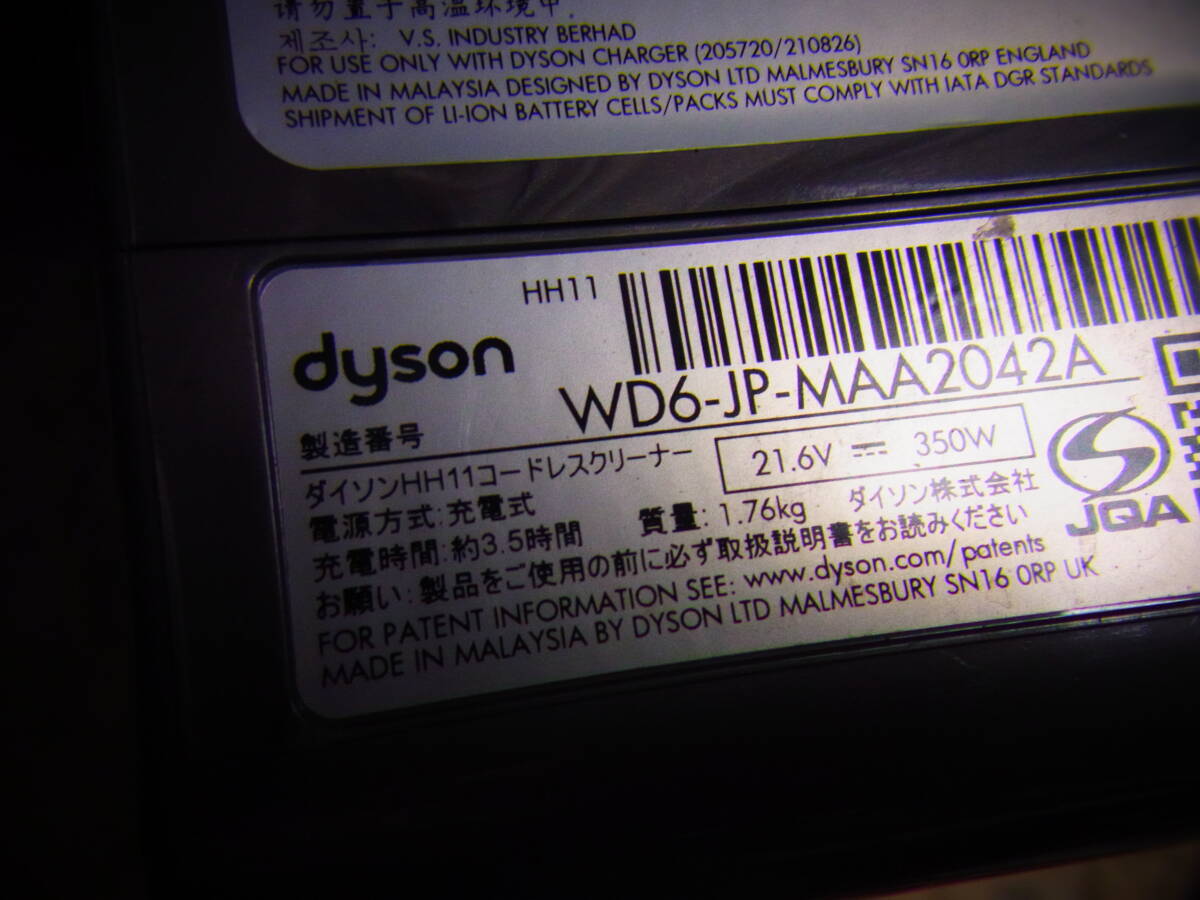 请勿置于高温环境中.
제조사: V.S. INDUSTRY BERHAD
FOR USE ONLY WITH DYSON CHARGER (205720/210826)
MADE IN MALAYSIA DESIGNED BY DYSON LTD MALMESBURY SN16 0RP ENGLAND
SHIPMENT OF LI-ION BATTERY CELLS/PACKS MUST COMPLY WITH IATA DGR STANDARDS
HH11
dyson
製造番号 WD6-JP-MAA2042A
ダイソンHH11コードレスクリーナー 21.6V ⎓ 350W
電源方式:充電式
質量: 1.76kg ダイソン株式会社
充電時間:約3.5時間
お願い:製品をご使用の前に必ず取扱説明書をお読みください
FOR PATENT INFORMATION SEE: www.dyson.com/patents
MADE IN MALAYSIA BY DYSON LTD MALMESBURY SN16 0RP UK
JQA